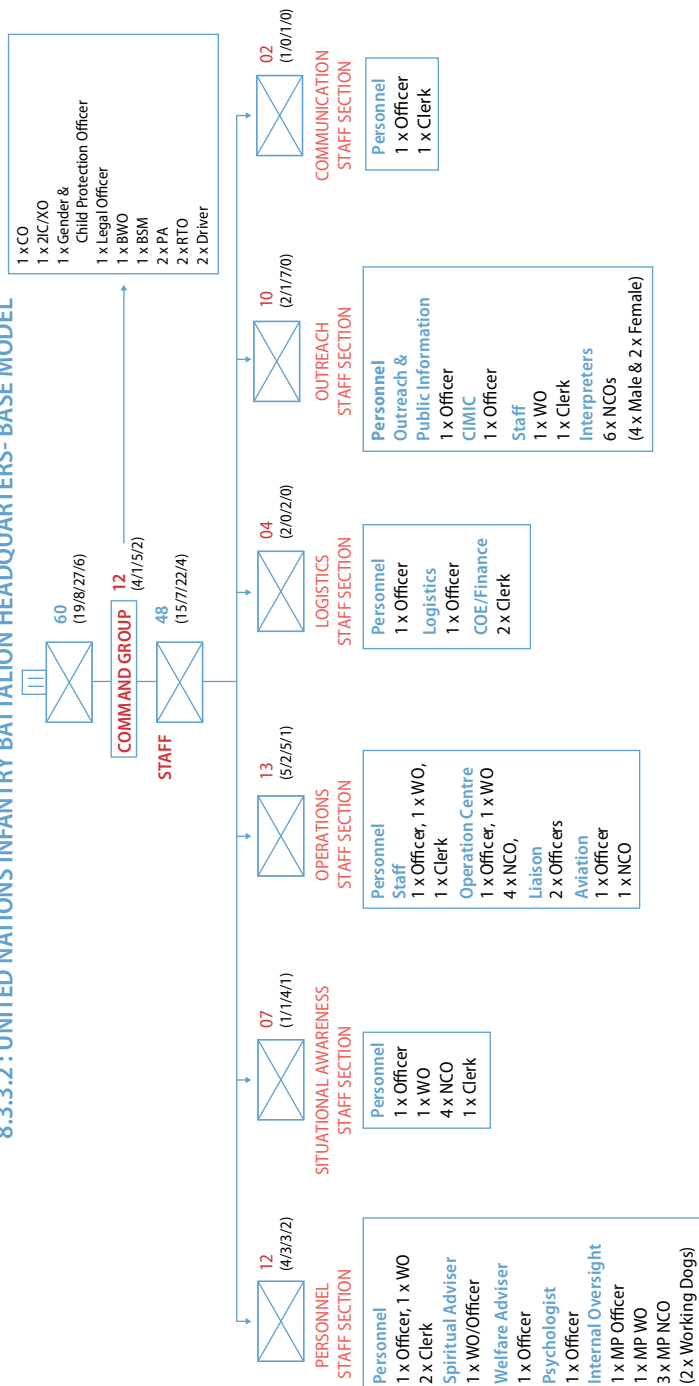 8.3.3.2 : UNITED NATIONS INFANTRY BATTALION HEADQUARTERS- BASE MODEL
60
(19/8/27/6)
COMMAND GROUP
12
(4/1/5/2)
STAFF
48
(15/7/22/4)
1 x CO
1 x 2IC/XO
1 x Gender &
Child Protection Officer
1 x Legal Officer
1 x BWO
1 x BSM
2 x PA
2 x RTO
2 x Driver
12
(4/3/3/2)
PERSONNEL
STAFF SECTION
Personnel
1 x Officer, 1 x WO
2 x Clerk
Spiritual Adviser
1 x WO/Officer
Welfare Adviser
1 x Officer
Psychologist
1 x Officer
Internal Oversight
1 x MP Officer
1 x MP WO
3 x MP NCO
(2 x Working Dogs)
07
(1/1/4/1)
SITUATIONAL AWARENESS
STAFF SECTION
Personnel
1 x Officer
1 x WO
4 x NCO
1 x Clerk
13
(5/2/5/1)
OPERATIONS
STAFF SECTION
Personnel
Staff
1 x Officer, 1 x WO,
1 x Clerk
Operation Centre
1 x Officer, 1 x WO
4 x NCO,
Liaison
2 x Officers
Aviation
1 x Officer
1 x NCO
04
(2/0/2/0)
LOGISTICS
STAFF SECTION
Personnel
1 x Officer
Logistics
1 x Officer
COE/Finance
2 x Clerk
10
(2/1/7/0)
OUTREACH
STAFF SECTION
Personnel
Outreach &
Public Information
1 x Officer
CIMIC
1 x Officer
Staff
1 x WO
1 x Clerk
Interpreters
6 x NCOs
(4 x Male & 2 x Female)
02
(1/0/1/0)
COMMUNICATION
STAFF SECTION
Personnel
1 x Officer
1 x Clerk